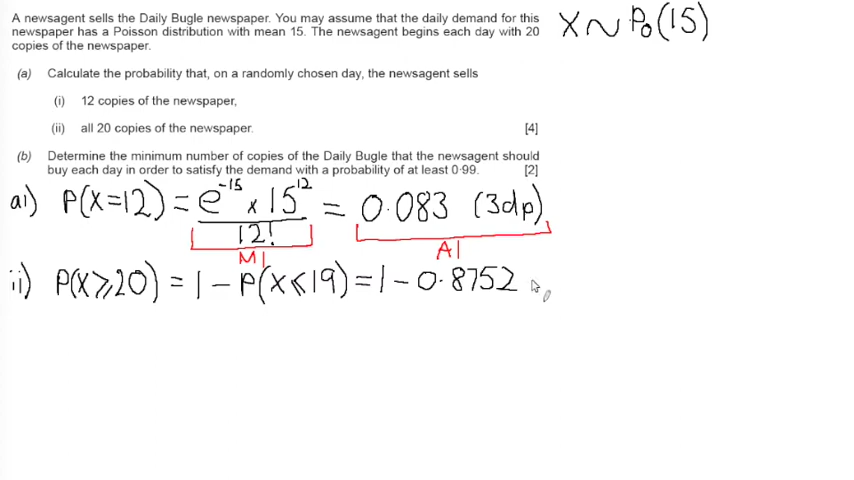 A newsagent sells the Daily Bugle newspaper. You may assume that the daily demand for this
newspaper has a Poisson distribution with mean 15. The newsagent begins each day with 20
copies of the newspaper.
X ~ Po(15)
(a) Calculate the probability that, on a randomly chosen day, the newsagent sells
(i) 12 copies of the newspaper,
(ii) all 20 copies of the newspaper. [4]
(b) Determine the minimum number of copies of the Daily Bugle that the newsagent should
buy each day in order to satisfy the demand with a probability of at least 0·99. [2]
ai) P(X=12) = e^-15 × 15^12 / 12! = 0.083 (3dp)
M1 A1
ii) P(X≥20) = 1 - P(X≤19) = 1 - 0.8752